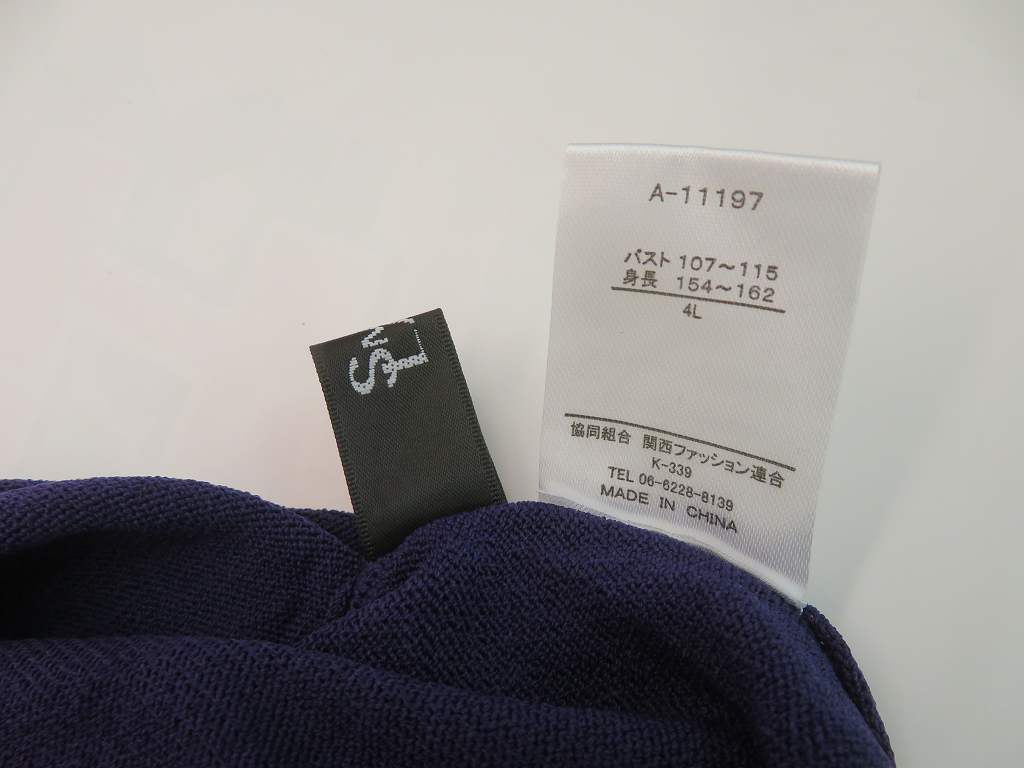 A-11197
バスト 107～115
身長 154～162
4L
協同組合 関西ファッション連合
K-339
TEL 06-6228-8139
MADE IN CHINA